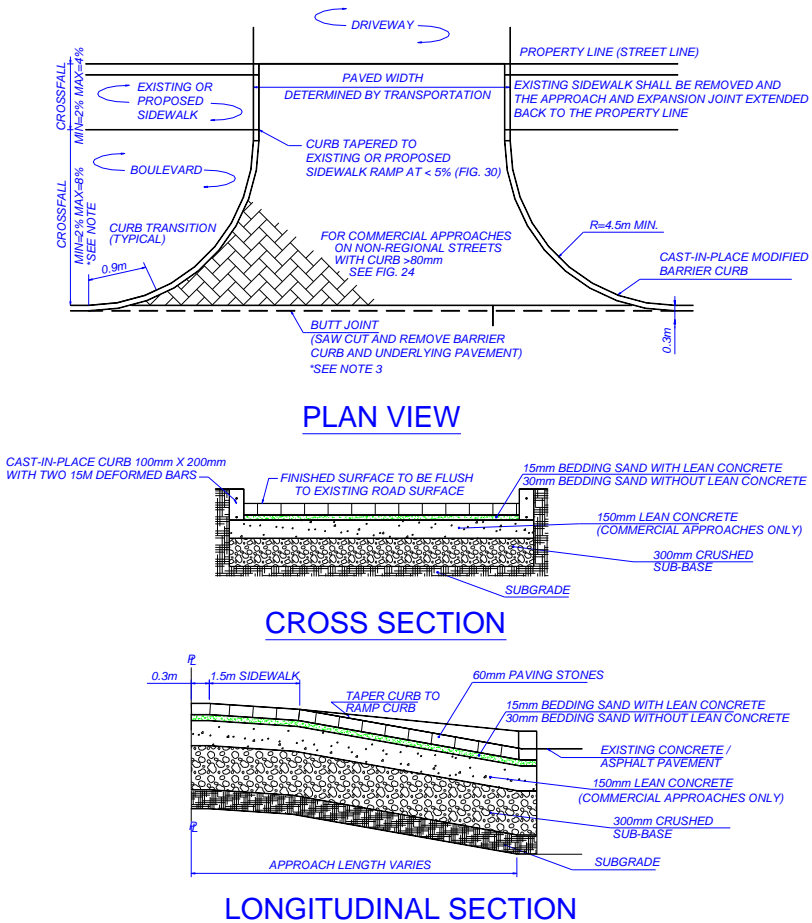 DRIVEWAY
PROPERTY LINE (STREET LINE)
CROSSFALL
MIN=2% MAX=4%
EXISTING OR
PROPOSED
SIDEWALK
PAVED WIDTH
DETERMINED BY TRANSPORTATION
EXISTING SIDEWALK SHALL BE REMOVED AND
THE APPROACH AND EXPANSION JOINT EXTENDED
BACK TO THE PROPERTY LINE
CURB TAPERED TO
EXISTING OR PROPOSED
SIDEWALK RAMP AT < 5% (FIG. 30)
BOULEVARD
CROSSFALL
MIN=2% MAX=8%
*SEE NOTE
CURB TRANSITION
(TYPICAL)
0.9m
FOR COMMERCIAL APPROACHES
ON NON-REGIONAL STREETS
WITH CURB >80mm
SEE FIG. 24
R=4.5m MIN.
CAST-IN-PLACE MODIFIED
BARRIER CURB
0.3m
BUTT JOINT
(SAW CUT AND REMOVE BARRIER
CURB AND UNDERLYING PAVEMENT)
*SEE NOTE 3
PLAN VIEW
CAST-IN-PLACE CURB 100mm X 200mm
WITH TWO 15M DEFORMED BARS
FINISHED SURFACE TO BE FLUSH
TO EXISTING ROAD SURFACE
15mm BEDDING SAND WITH LEAN CONCRETE
30mm BEDDING SAND WITHOUT LEAN CONCRETE
150mm LEAN CONCRETE
(COMMERCIAL APPROACHES ONLY)
300mm CRUSHED
SUB-BASE
SUBGRADE
CROSS SECTION
PL
0.3m
1.5m SIDEWALK
TAPER CURB TO
RAMP CURB
60mm PAVING STONES
15mm BEDDING SAND WITH LEAN CONCRETE
30mm BEDDING SAND WITHOUT LEAN CONCRETE
EXISTING CONCRETE /
ASPHALT PAVEMENT
150mm LEAN CONCRETE
(COMMERCIAL APPROACHES ONLY)
300mm CRUSHED
SUB-BASE
PL
SUBGRADE
APPROACH LENGTH VARIES
LONGITUDINAL SECTION